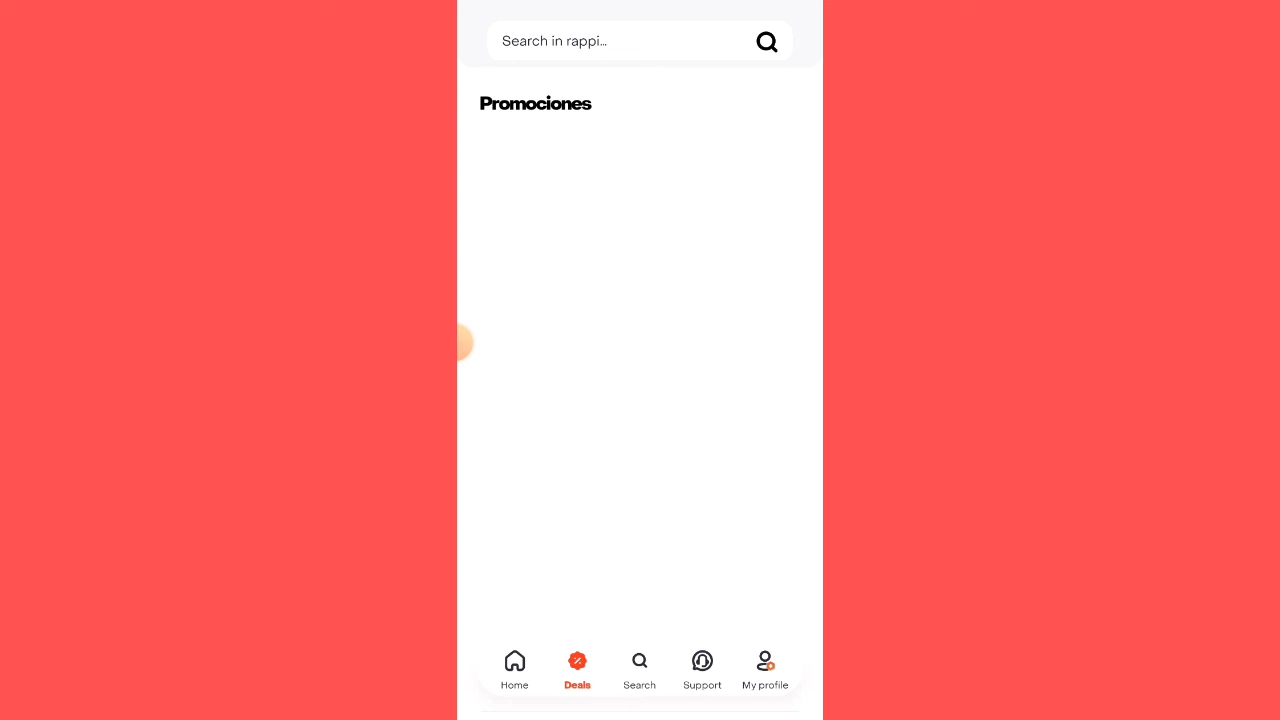 Search in rappi...
Promociones
Home
Deals
Search
Support
My profile